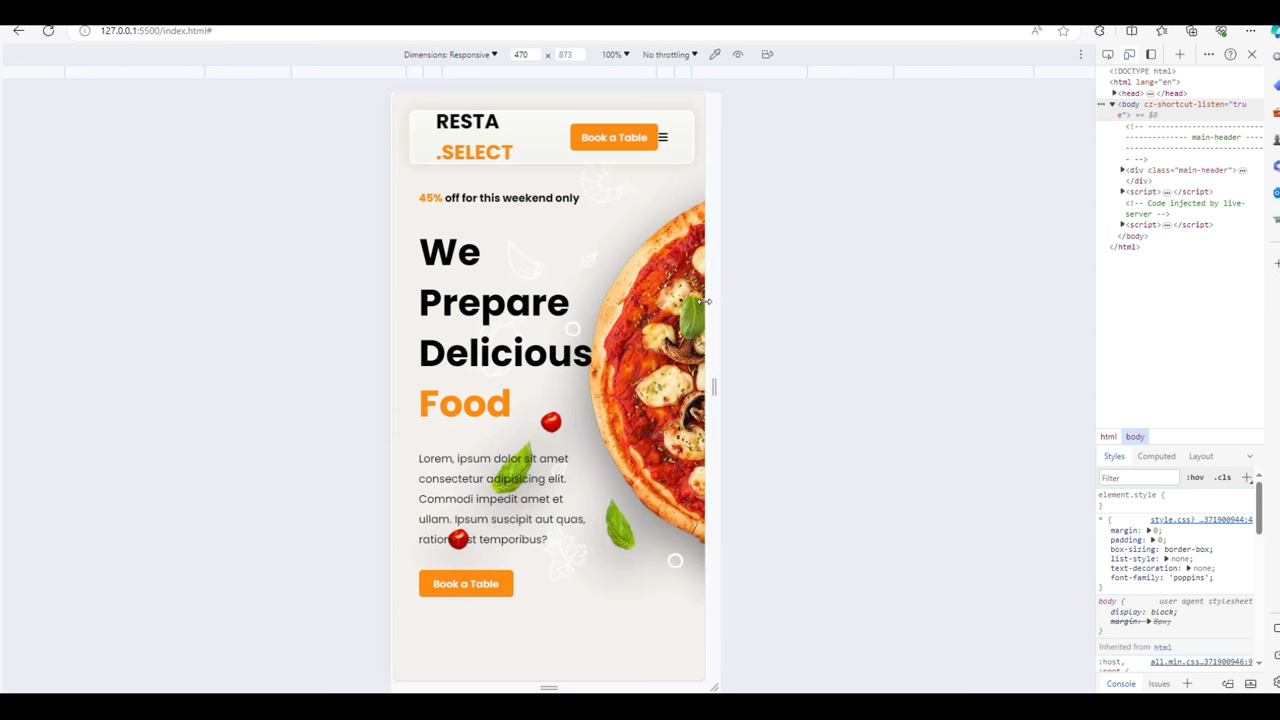 127.0.0.1:5500/index.html#
Dimensions: Responsive 470 × 873 100% No throttling
RESTA
.SELECT
Book a Table
45% off for this weekend only
We
Prepare
Delicious
Food
Lorem, ipsum dolor sit amet
consectetur adipisicing elit.
Commodi impedit amet et
ullam. Ipsum suscipit aut quas,
temporibus?
Book a Table
<!DOCTYPE html>
<html lang="en">
<head> </head>
<body cz-shortcut-listen="tru
e"> == $0
<!-- --------------------
--------- main-header ----
-------------------------
- -->
<div class="main-header">
</div>
<script> </script>
<!-- Code injected by live-
server -->
<script> </script>
</body>
</html>
html body
Styles Computed Layout
Filter :hov .cls
element.style {
}
* { style.css?
margin: 0;
padding: 0;
box-sizing: border-box;
list-style: none;
text-decoration: none;
font-family: 'poppins';
}
body { user agent stylesheet
display: block;
margin: 8px;
}
Inherited from html
:host, all.min.css
Console Issues